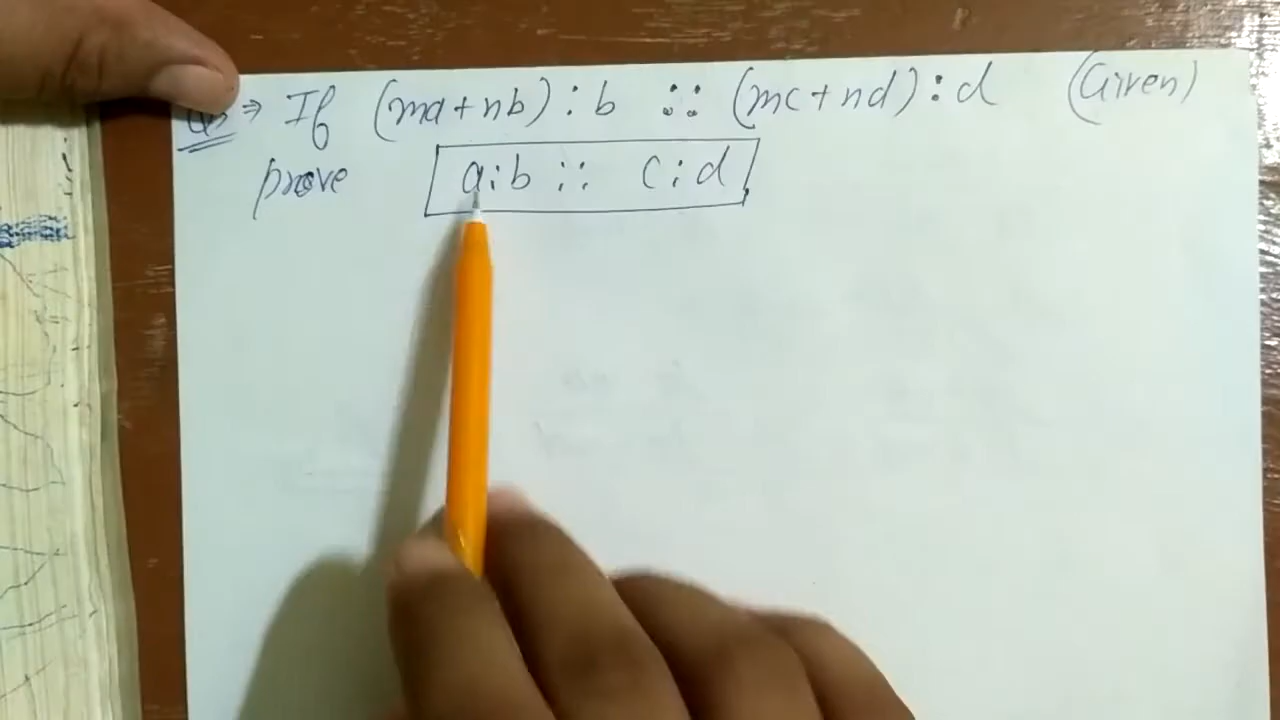 ⇒ If (ma+nb) : b :: (mc+nd) : d (Given)
prove a:b :: c:d